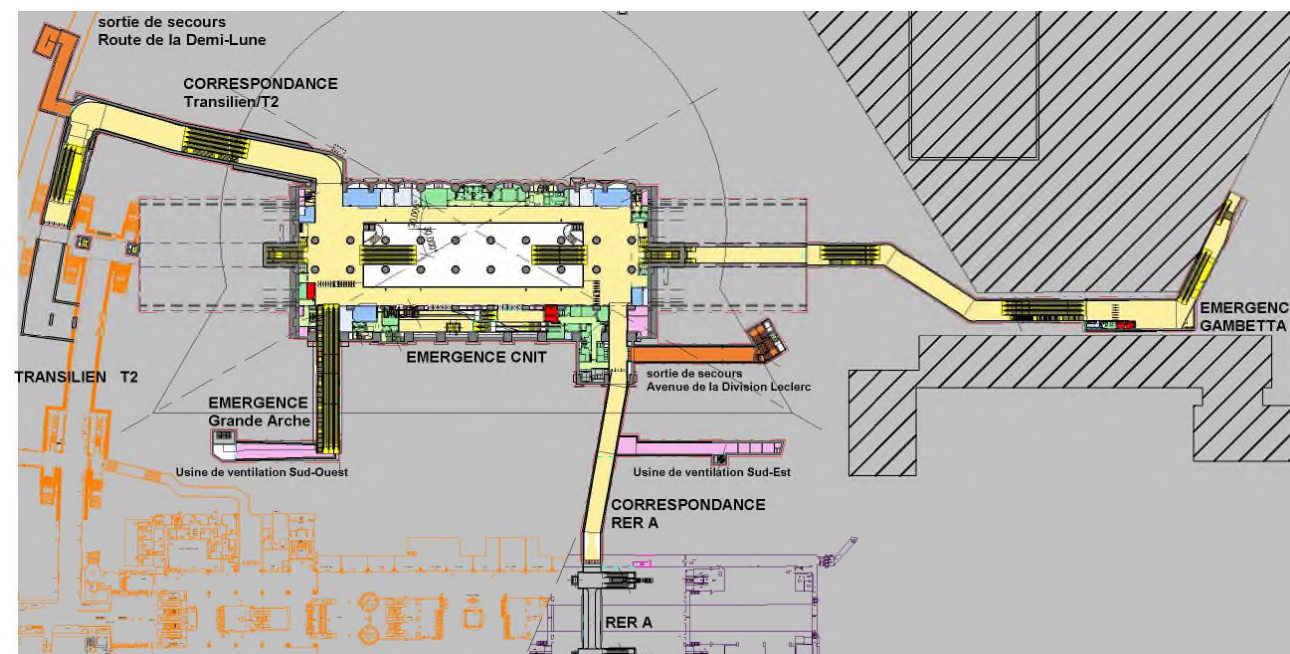 sortie de secours
Route de la Demi-Lune
CORRESPONDANCE
Transilien/T2
EMERGENC
GAMBETTA
EMERGENCE CNIT
TRANSILIEN T2
sortie de secours
Avenue de la Division Leclerc
EMERGENCE
Grande Arche
Usine de ventilation Sud-Ouest
Usine de ventilation Sud-Est
CORRESPONDANCE
RER A
RER A